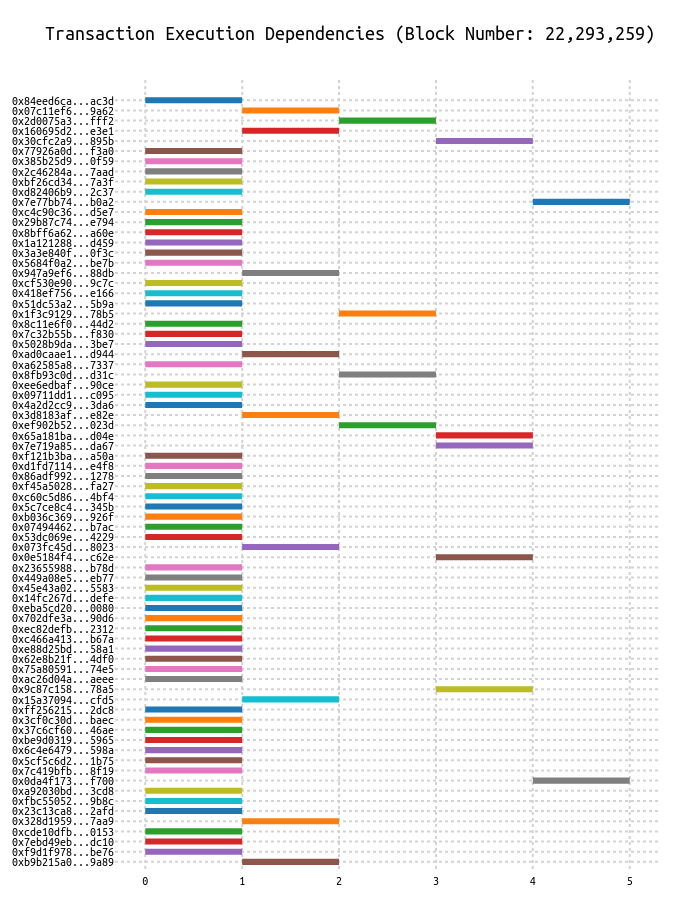 Transaction Execution Dependencies (Block Number: 22,293,259)
0x84eed6ca...ac3d
0x07c11ef6...9a62
0x2d0075a3...fff2
0x160695d2...e3e1
0x30cfc2a9...895b
0x77926a0d...f3a0
0x385b25d9...0f59
0x2c46284a...7aad
0xbf26cd34...7a3f
0xd82406b9...2c37
0x7e77bb74...b0a2
0xc4c90c36...d5e7
0x29b87c74...e794
0x8bff6a62...a60e
0x1a121288...d459
0x3a3e840f...0f3c
0x5684f0a2...be7b
0x947a9ef6...88db
0xcf530e90...9c7c
0x418ef756...e166
0x51dc53a2...5b9a
0x1f3c9129...78b5
0x8c11e6f0...44d2
0x7c32b55b...f830
0x5028b9da...3be7
0xad0caae1...d944
0xa62585a8...7337
0x8fb93c0d...d31c
0xee6edbaf...90ce
0x09711dd1...c095
0x4a2d2cc9...3da6
0x3d8183af...e82e
0xef902b52...023d
0x65a181ba...d04e
0x7e719a85...da67
0xf121b3ba...a50a
0xd1fd7114...e4f8
0x86adf992...1278
0xf45a5028...fa27
0xc60c5d86...4bf4
0x5c7ce8c4...345b
0xb036c369...926f
0x07494462...b7ac
0x53dc069e...4229
0x073fc45d...8023
0x0e5184f4...c62e
0x23655988...b78d
0x449a08e5...eb77
0x45e43a02...5583
0x14fc267d...defe
0xeba5cd20...0080
0x702dfe3a...90d6
0xec82defb...2312
0xc466a413...b67a
0xe88d25bd...58a1
0x62e8b21f...4df0
0x75a80591...74e5
0xac26d04a...aeee
0x9c87c158...78a5
0x15a37094...cfd5
0xff256215...2dc8
0x3cf0c30d...baec
0x37c6cf60...46ae
0xbe9d0319...5965
0x6c4e6479...598a
0x5cf5c6d2...1b75
0x7c419bfb...8f19
0x0da4f173...f700
0xa92030bd...3cd8
0xfbc55052...9b8c
0x23c13ca8...2afd
0x328d1959...7aa9
0xcde10dfb...0153
0x7ebd49eb...dc10
0xf9d1f978...be76
0xb9b215a0...9a89
0 1 2 3 4 5